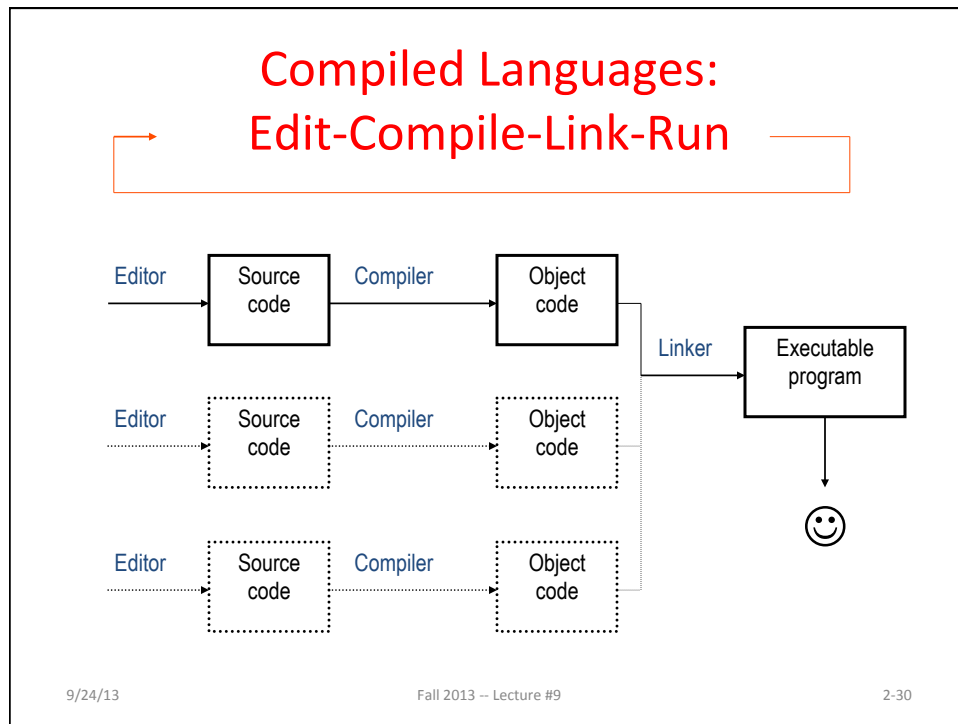 Compiled Languages:
Edit-Compile-Link-Run
Editor
Source
code
Compiler
Object
code
Linker
Executable
program
Editor
Source
code
Compiler
Object
code
Editor
Source
code
Compiler
Object
code
9/24/13
Fall 2013 -- Lecture #9
2-30